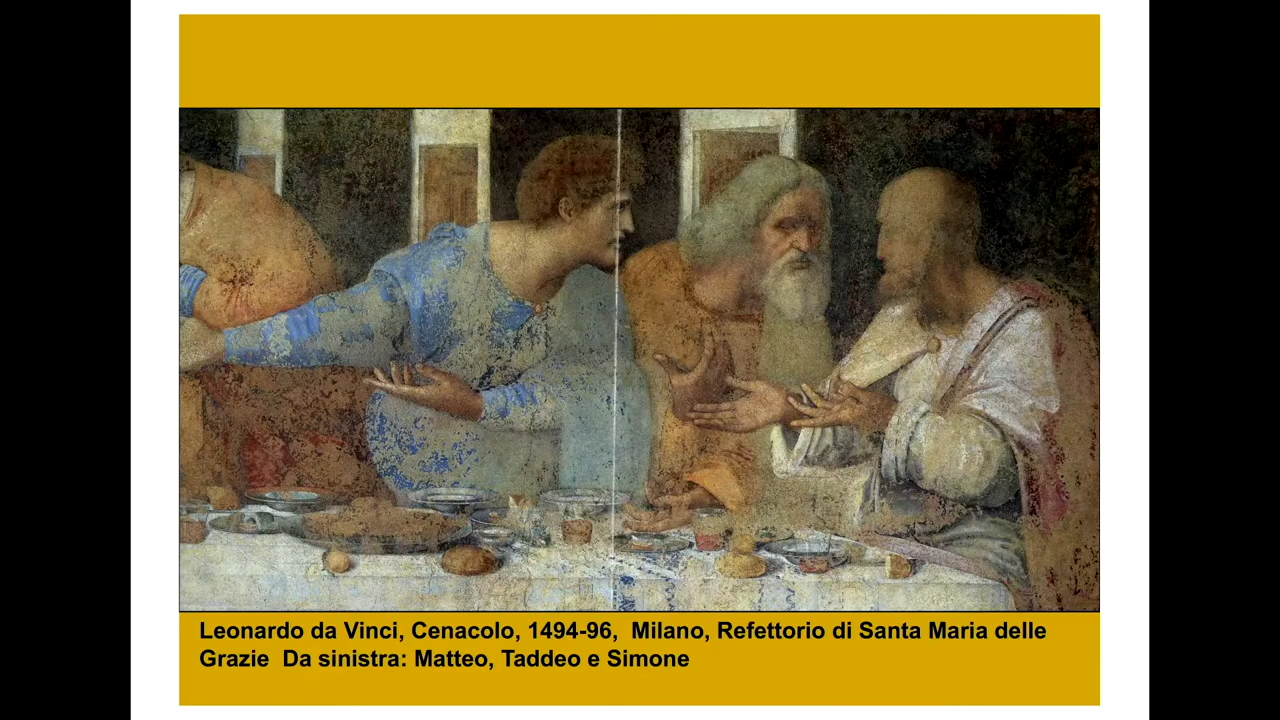 Leonardo da Vinci, Cenacolo, 1494-96,  Milano, Refettorio di Santa Maria delle
Grazie  Da sinistra: Matteo, Taddeo e Simone